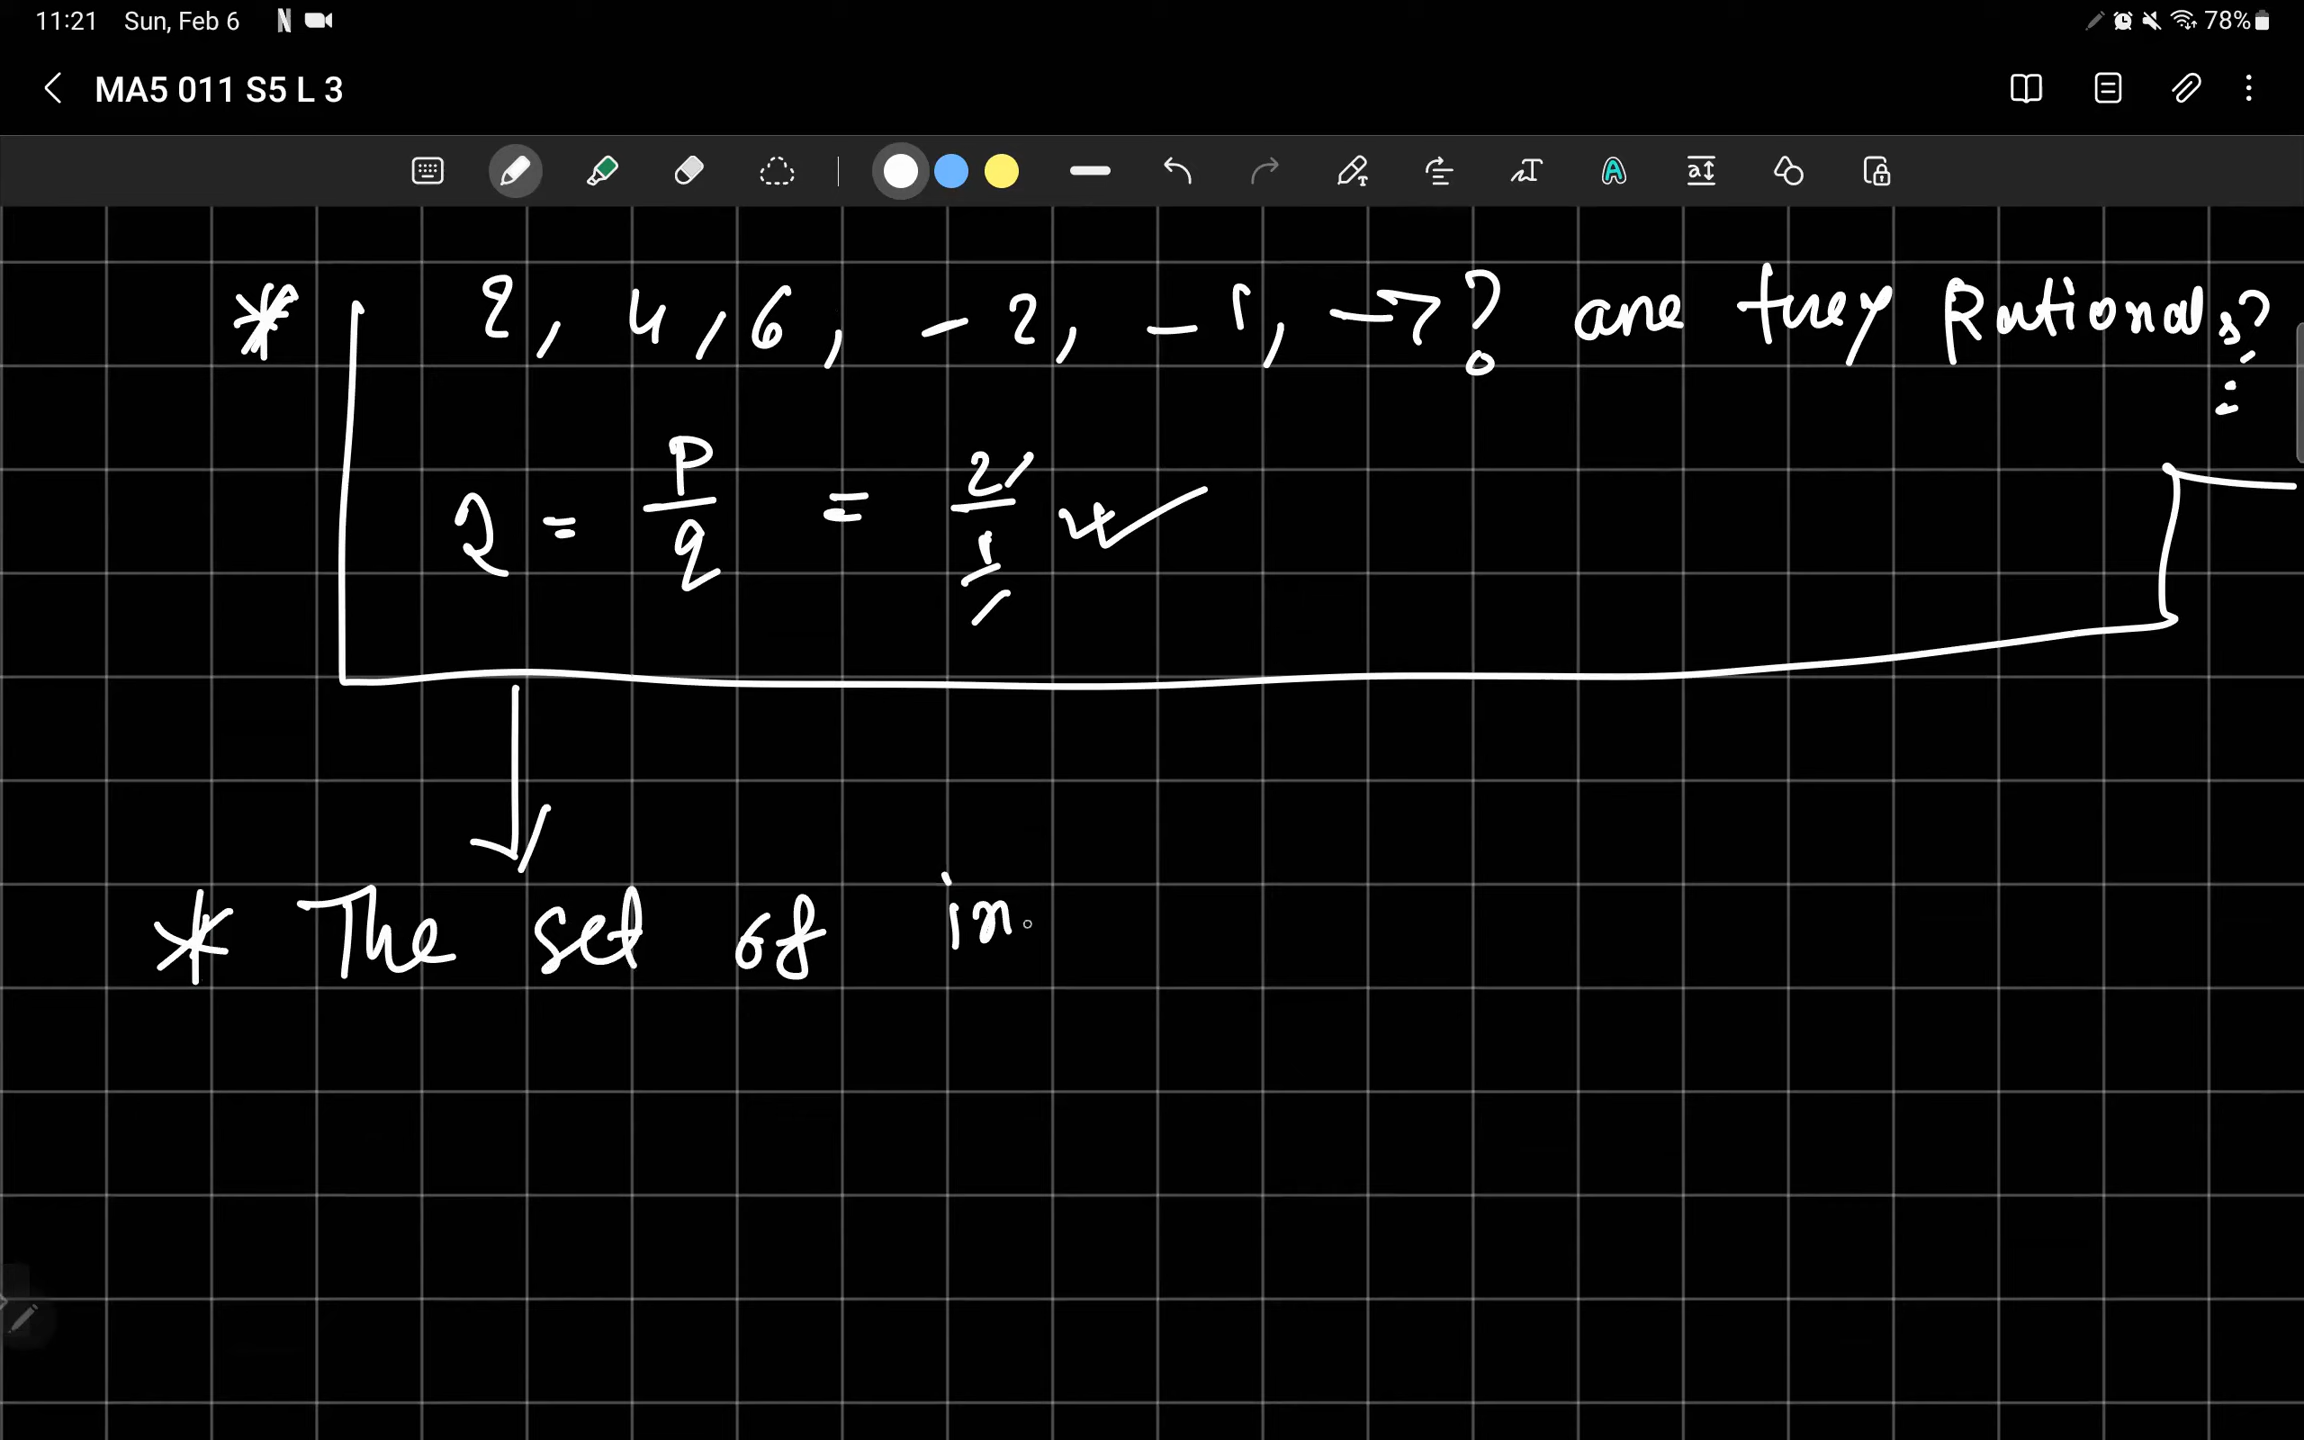 11:21 Sun, Feb 6 N 78%
MA5 011 S5 L 3
* 2, 4, 6, -2, -1, -7? are they Rationals?
2 = p/q = 2/1
* The set of in